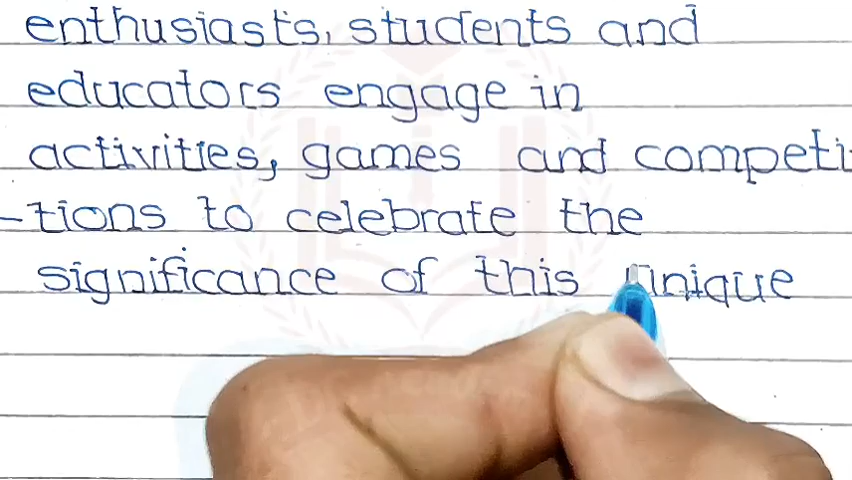 enthusiasts, students and
educators engage in
activities, games and competi
-tions to celebrate the
significance of this unique